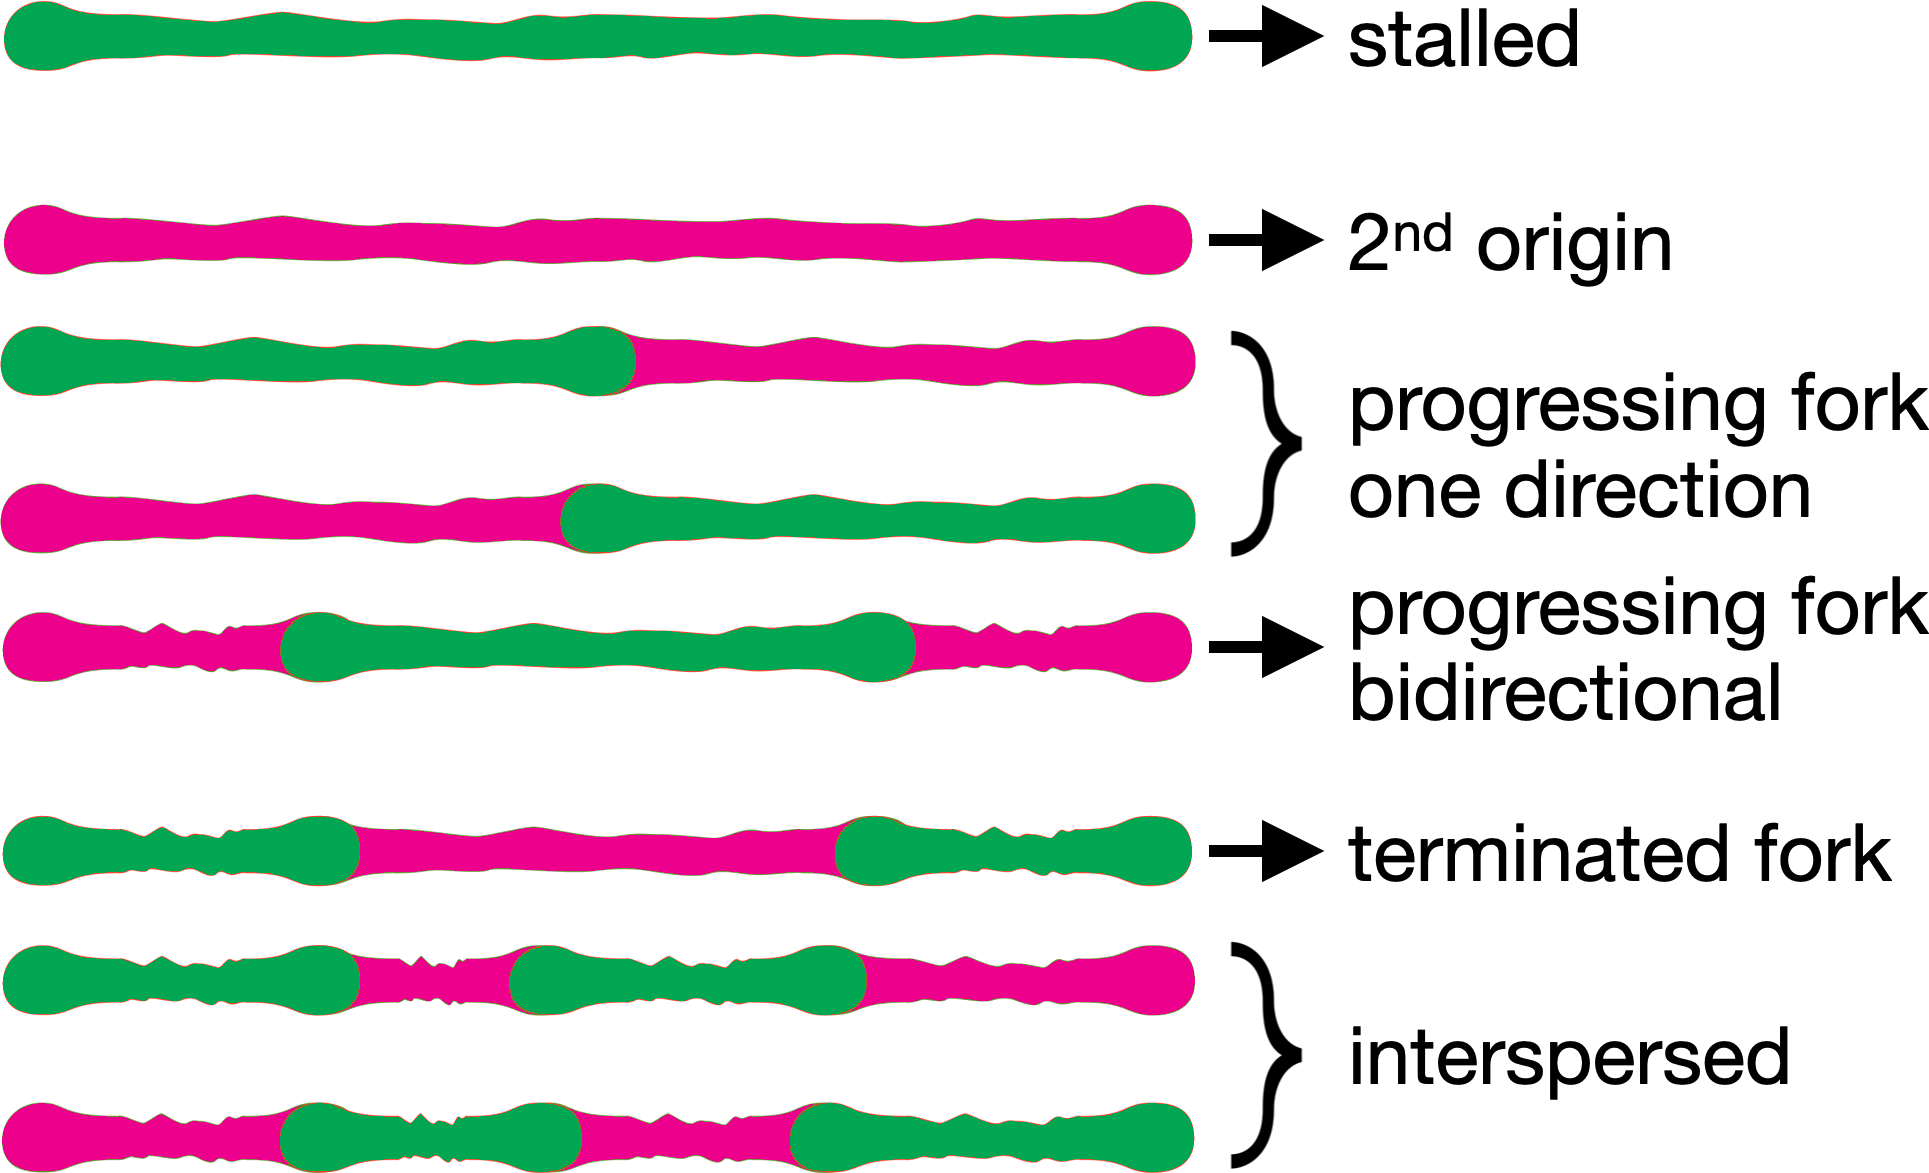 stalled
2nd origin
progressing fork
one direction
progressing fork
bidirectional
terminated fork
interspersed